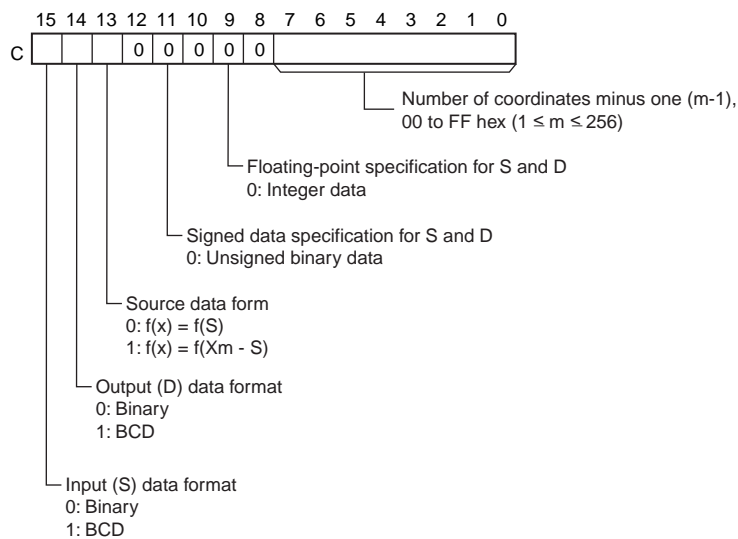 15 14 13 12 11 10 9 8 7 6 5 4 3 2 1 0
C 0 0 0 0 0
Number of coordinates minus one (m-1),
00 to FF hex (1 ≤ m ≤ 256)
Floating-point specification for S and D
0: Integer data
Signed data specification for S and D
0: Unsigned binary data
Source data form
0: f(x) = f(S)
1: f(x) = f(Xm - S)
Output (D) data format
0: Binary
1: BCD
Input (S) data format
0: Binary
1: BCD